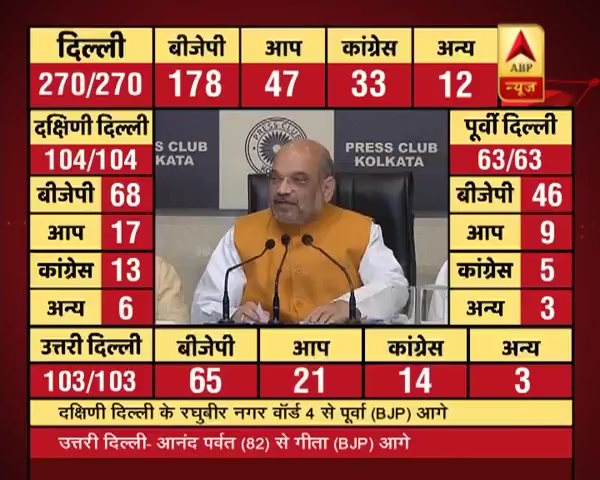 दिल्ली बीजेपी आप कांग्रेस अन्य
270/270 178 47 33 12
ABP
न्यूज़
दक्षिणी दिल्ली
104/104
बीजेपी 68
आप 17
कांग्रेस 13
अन्य 6
S CLUB
KATA
PRESS CLUB
PRESS CLUB
KOLKATA
पूर्वी दिल्ली
63/63
बीजेपी 46
आप 9
कांग्रेस 5
अन्य 3
उत्तरी दिल्ली बीजेपी आप कांग्रेस अन्य
103/103 65 21 14 3
दक्षिणी दिल्ली के रघुबीर नगर वॉर्ड 4 से पूर्वा (BJP) आगे
उत्तरी दिल्ली- आनंद पर्वत (82) से गीता (BJP) आगे